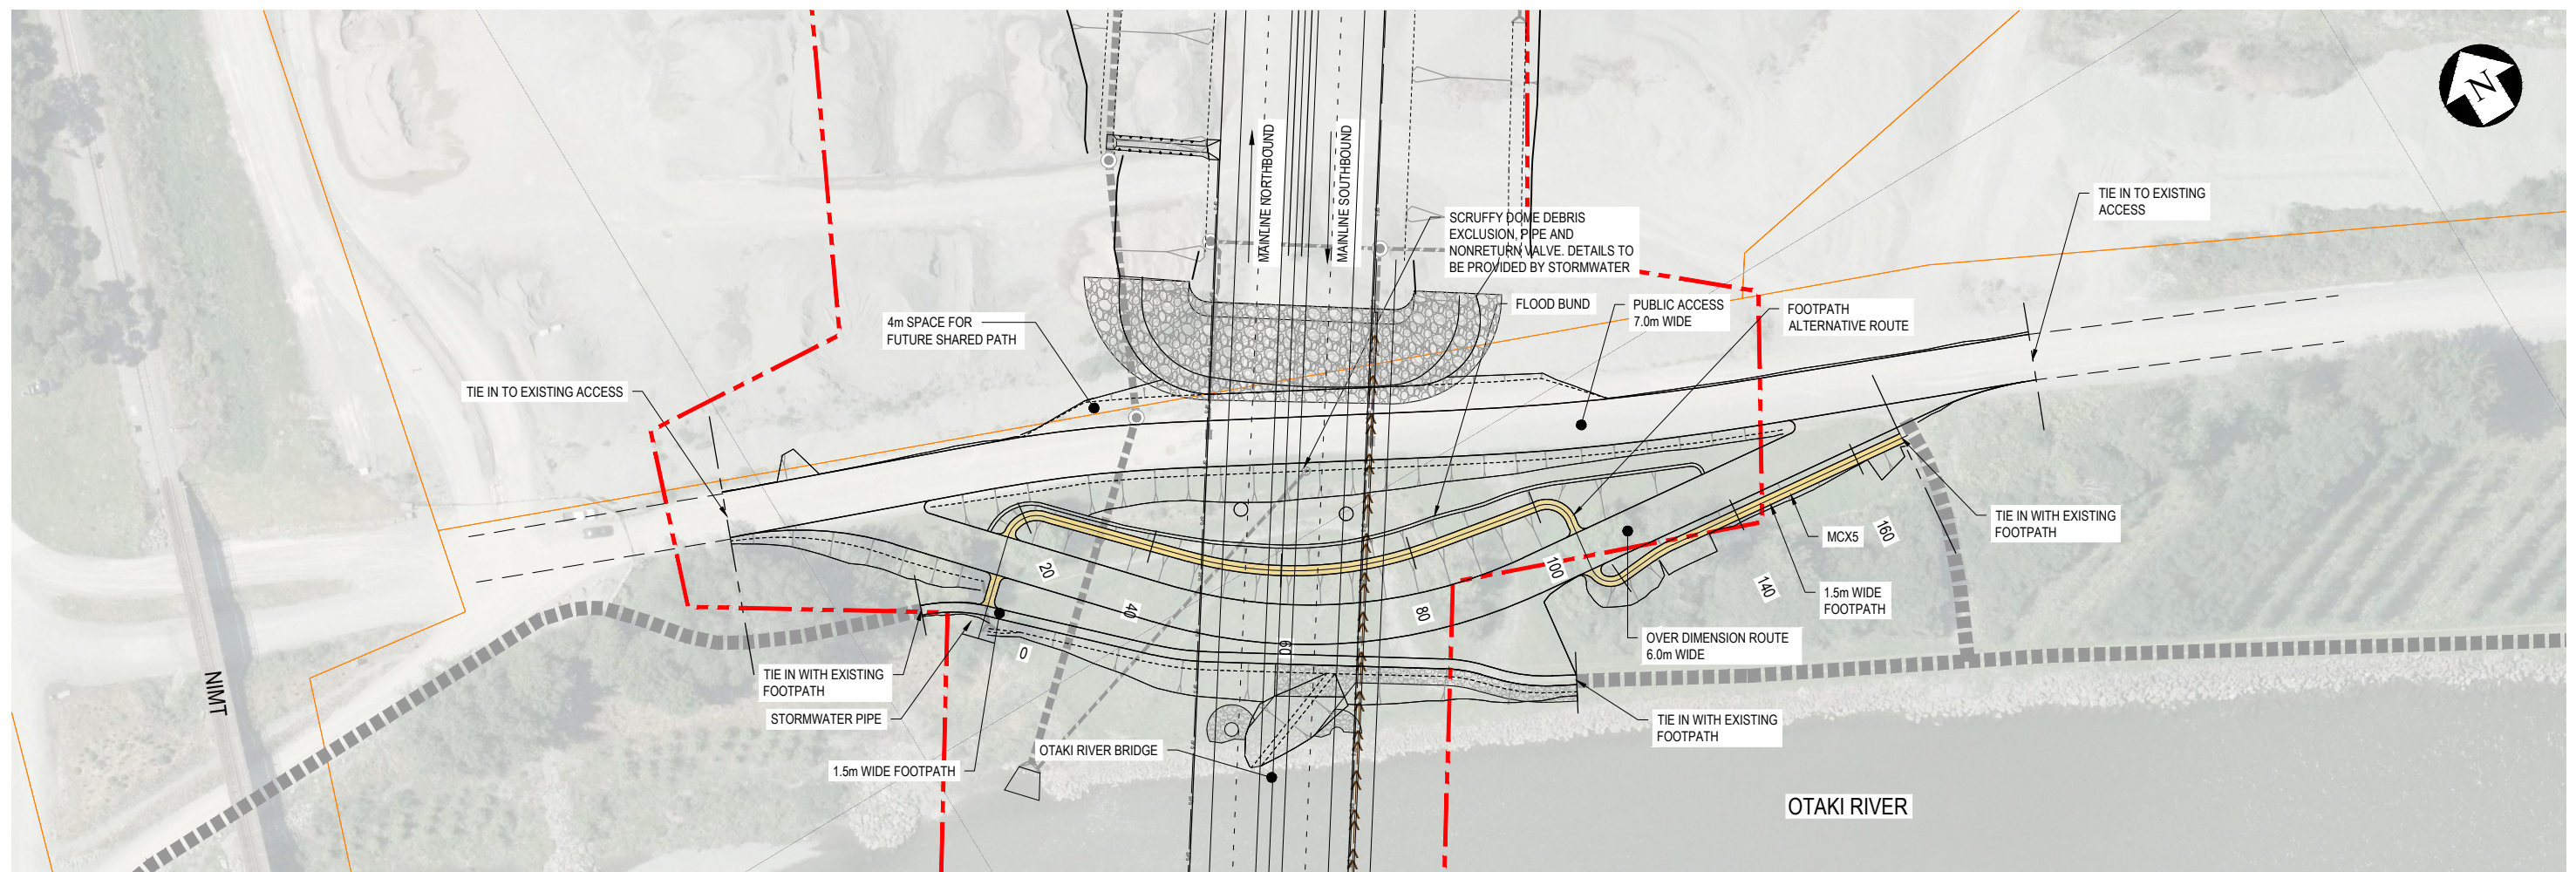 N
MAINLINE NORTHBOUND
MAINLINE SOUTHBOUND
TIE IN TO EXISTING
ACCESS
SCRUFFY DOME DEBRIS
EXCLUSION, PIPE AND
NONRETURN VALVE. DETAILS TO
BE PROVIDED BY STORMWATER
FLOOD BUND
PUBLIC ACCESS
7.0m WIDE
FOOTPATH
ALTERNATIVE ROUTE
4m SPACE FOR
FUTURE SHARED PATH
TIE IN TO EXISTING ACCESS
TIE IN WITH EXISTING
FOOTPATH
MCX5
160
1.5m WIDE
FOOTPATH
140
100
20
40
80
60
0
OVER DIMENSION ROUTE
6.0m WIDE
TIE IN WITH EXISTING
FOOTPATH
NIMT
STORMWATER PIPE
TIE IN WITH EXISTING
FOOTPATH
OTAKI RIVER BRIDGE
1.5m WIDE FOOTPATH
OTAKI RIVER